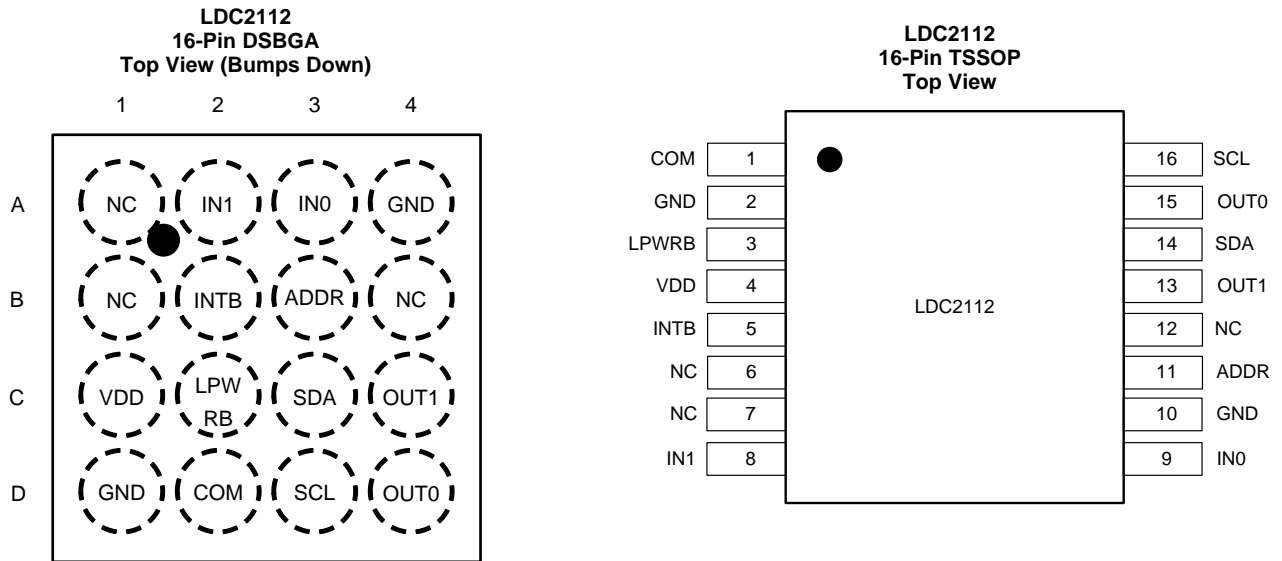 LDC2112
16-Pin DSBGA
Top View (Bumps Down)
1 2 3 4
A NC IN1 IN0 GND
B NC INTB ADDR NC
C VDD LPW RB SDA OUT1
D GND COM SCL OUT0
LDC2112
16-Pin TSSOP
Top View
COM 1 16 SCL
GND 2 15 OUT0
LPWRB 3 14 SDA
VDD 4 13 OUT1
LDC2112
INTB 5 12 NC
NC 6 11 ADDR
NC 7 10 GND
IN1 8 9 IN0